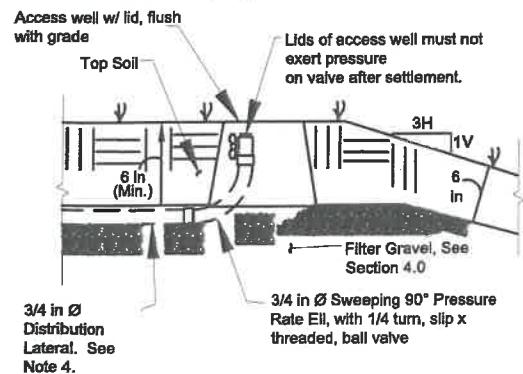 Access well w/ lid, flush
with grade
Lids of access well must not
exert pressure
on valve after settlement.
Top Soil
3H
1V
6 in
(Min.)
6
in
Filter Gravel, See
Section 4.0
3/4 in Ø
Distribution
Lateral. See
Note 4.
3/4 in Ø Sweeping 90° Pressure
Rate Ell, with 1/4 turn, slip x
threaded, ball valve